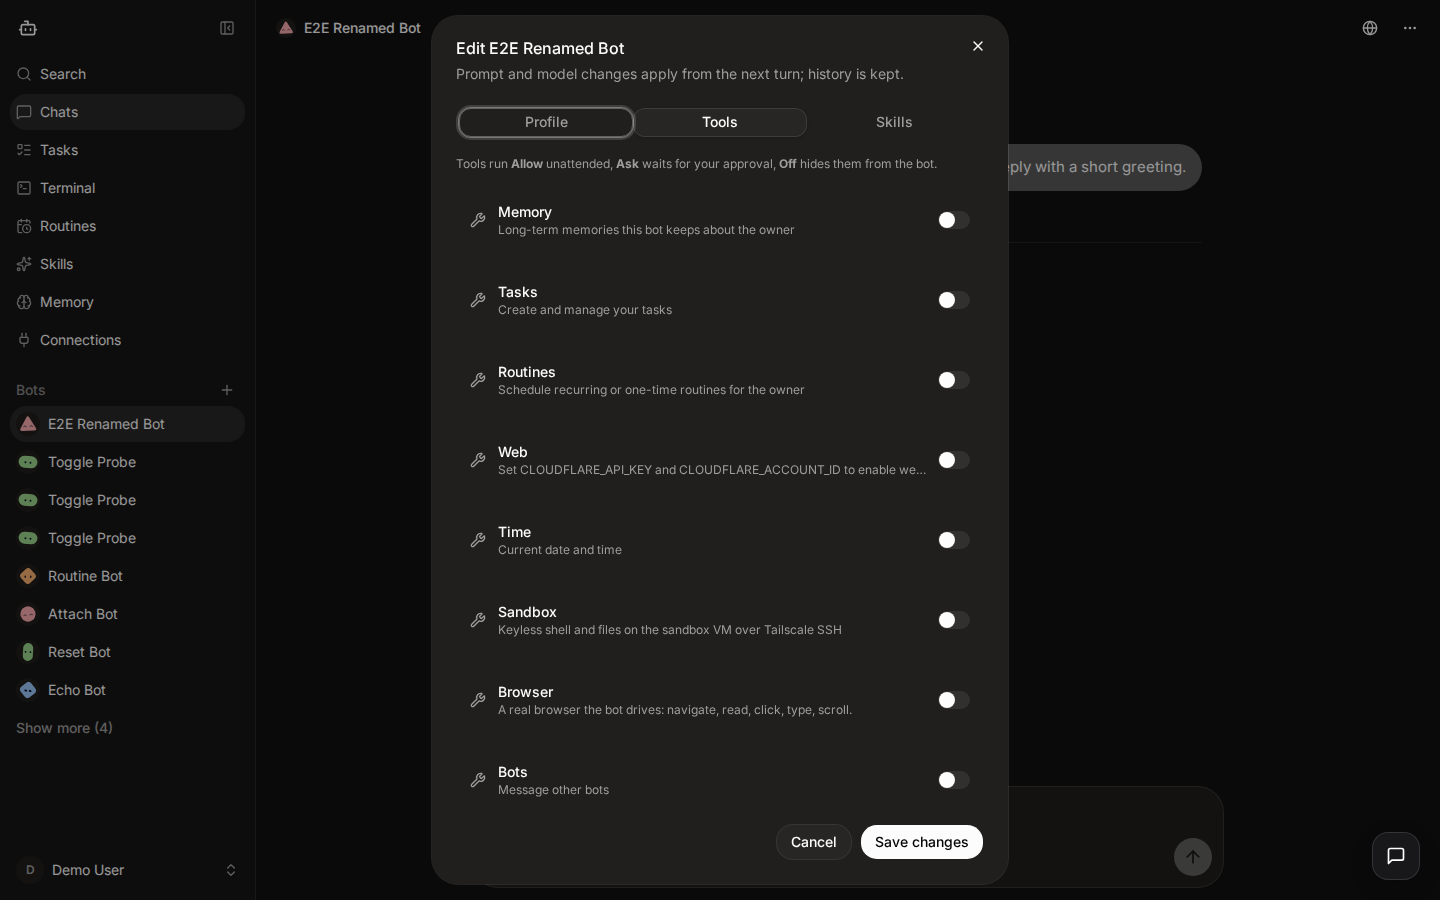 Search
Chats
Tasks
Terminal
Routines
Skills
Memory
Connections
Bots
E2E Renamed Bot
Toggle Probe
Toggle Probe
Toggle Probe
Routine Bot
Attach Bot
Reset Bot
Echo Bot
Show more (4)
D
Demo User
E2E Renamed Bot
eply with a short greeting.
Edit E2E Renamed Bot
Prompt and model changes apply from the next turn; history is kept.
Profile
Tools
Skills
Tools run Allow unattended, Ask waits for your approval, Off hides them from the bot.
Memory
Long-term memories this bot keeps about the owner
Tasks
Create and manage your tasks
Routines
Schedule recurring or one-time routines for the owner
Web
Set CLOUDFLARE_API_KEY and CLOUDFLARE_ACCOUNT_ID to enable we...
Time
Current date and time
Sandbox
Keyless shell and files on the sandbox VM over Tailscale SSH
Browser
A real browser the bot drives: navigate, read, click, type, scroll.
Bots
Message other bots
Cancel
Save changes